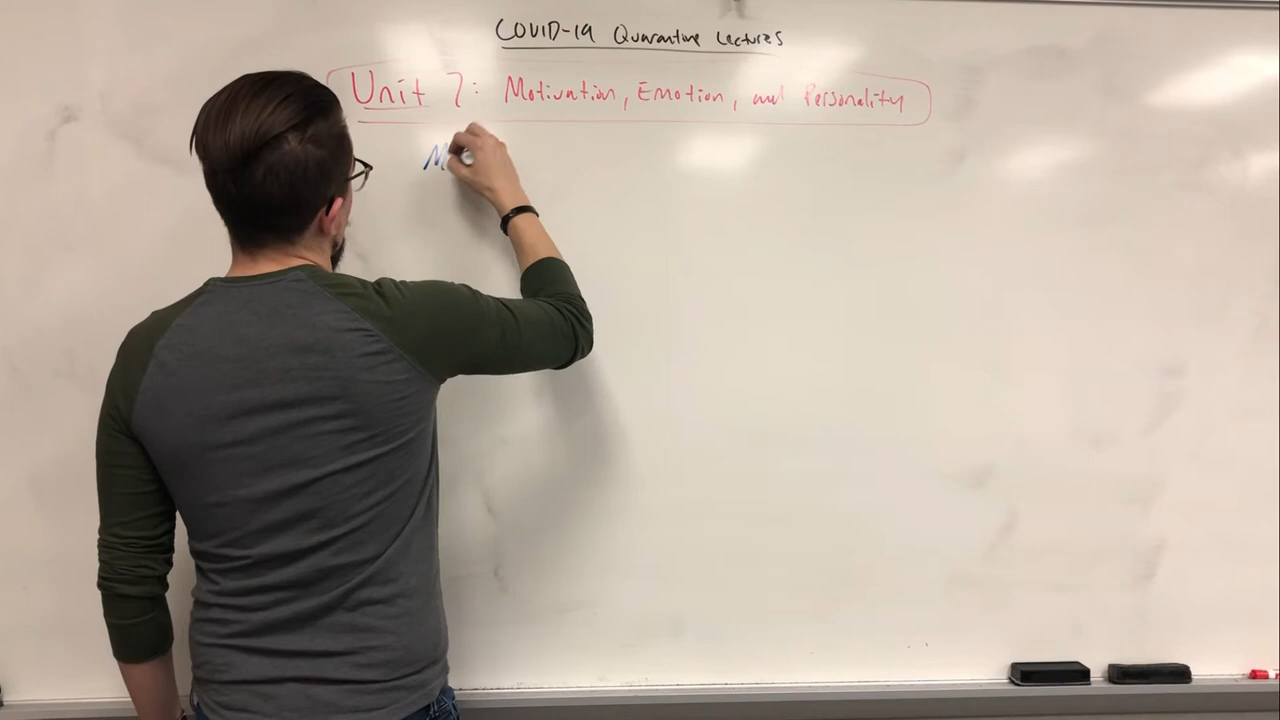 COVID-19 Quarantine Lectures
Unit 7: Motivation, Emotion, and Personality
M